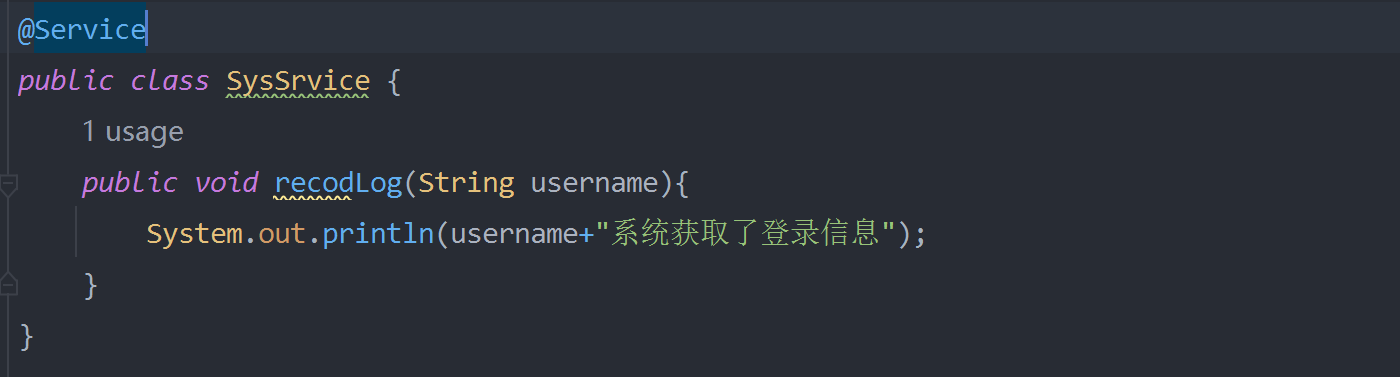 @Service
public class SysSrvice {
1 usage
public void recodLog(String username){
System.out.println(username+"系统获取了登录信息");
}
}